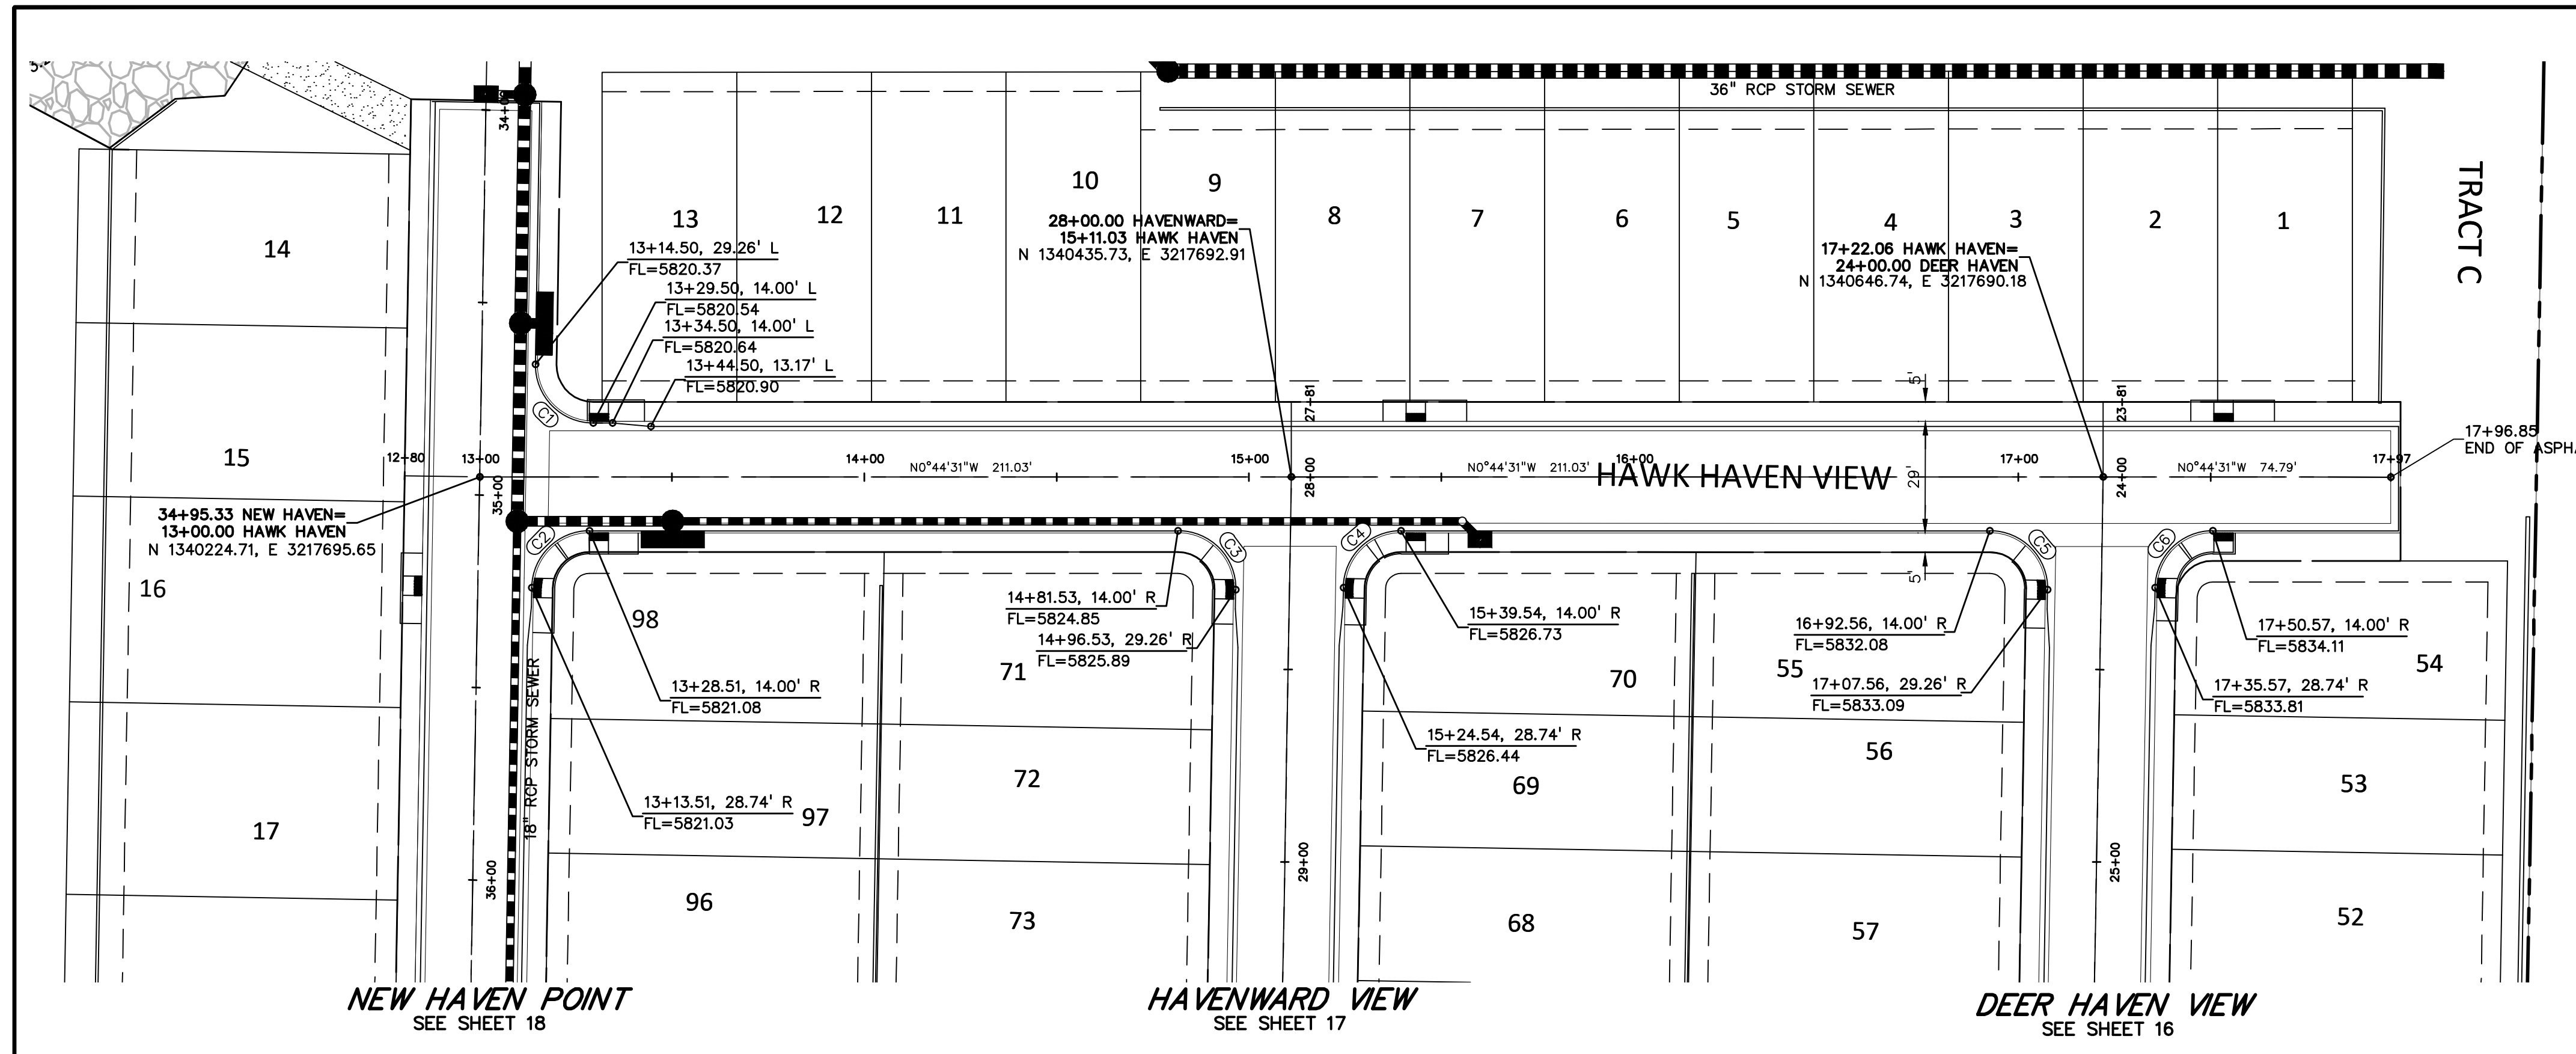 36" RCP STORM SEWER
TRACT C
34+0
14
13
12
11
10
9
8
7
6
5
4
3
2
1
13+14.50, 29.26' L
FL=5820.37
13+29.50, 14.00' L
FL=5820.54
13+34.50, 14.00' L
FL=5820.64
13+44.50, 13.17' L
FL=5820.90
28+00.00 HAVENWARD=
15+11.03 HAWK HAVEN
N 1340435.73, E 3217692.91
17+22.06 HAWK HAVEN=
24+00.00 DEER HAVEN
N 1340646.74, E 3217690.18
5'
27+81
23+81
C1
15
12+80
13+00
14+00
N0°44'31"W 211.03'
15+00
N0°44'31"W 211.03'
16+00
HAWK HAVEN VIEW
29'
17+00
N0°44'31"W 74.79'
17+97
17+96.85
END OF ASPHA
35+00
28+00
24+00
34+95.33 NEW HAVEN=
13+00.00 HAWK HAVEN
N 1340224.71, E 3217695.65
C2
C3
C4
C5
C6
5'
16
98
14+81.53, 14.00' R
FL=5824.85
14+96.53, 29.26' R
FL=5825.89
71
15+39.54, 14.00' R
FL=5826.73
70
55
16+92.56, 14.00' R
FL=5832.08
17+07.56, 29.26' R
FL=5833.09
17+50.57, 14.00' R
FL=5834.11
54
17+35.57, 28.74' R
FL=5833.81
13+28.51, 14.00' R
FL=5821.08
15+24.54, 28.74' R
FL=5826.44
18" RCP STORM SEWER
13+13.51, 28.74' R
FL=5821.03
97
72
69
56
53
17
36+00
96
73
29+00
68
57
25+00
52
NEW HAVEN POINT
SEE SHEET 18
HAVENWARD VIEW
SEE SHEET 17
DEER HAVEN VIEW
SEE SHEET 16